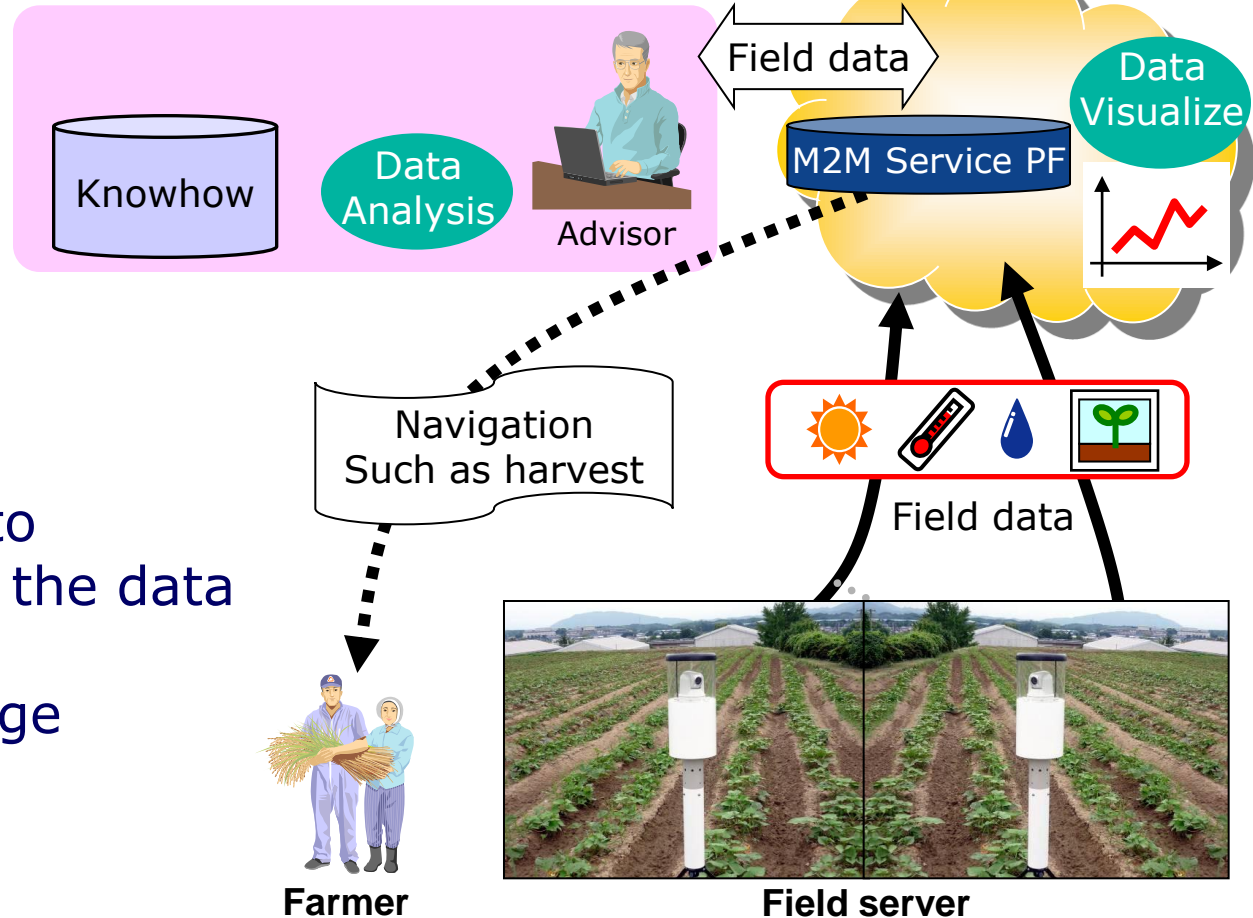 Field data
Data
Visualize
M2M Service PF
Knowhow
Data
Analysis
Advisor
Navigation
Such as harvest
Field data
to
the data
ge
Farmer
Field server